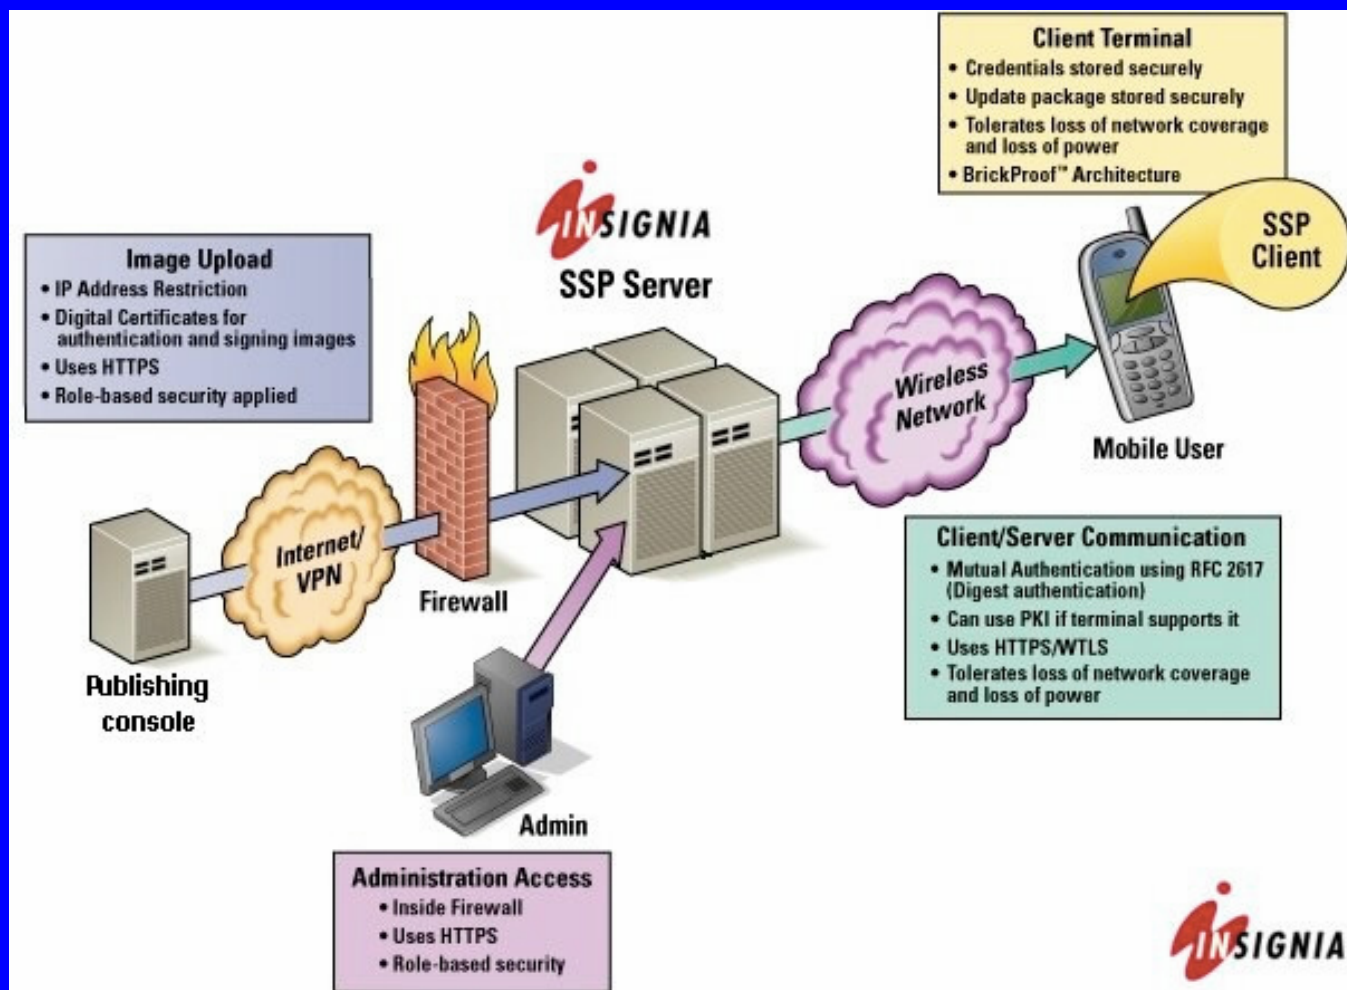 Client Terminal
• Credentials stored securely
• Update package stored securely
• Tolerates loss of network coverage
and loss of power
• BrickProof™ Architecture
SSP
Client
INSIGNIA
SSP Server
Image Upload
• IP Address Restriction
• Digital Certificates for
authentication and signing images
• Uses HTTPS
• Role-based security applied
Wireless
Network
Mobile User
Internet/
VPN
Firewall
Publishing
console
Client/Server Communication
• Mutual Authentication using RFC 2617
(Digest authentication)
• Can use PKI if terminal supports it
• Uses HTTPS/WTLS
• Tolerates loss of network coverage
and loss of power
Admin
Administration Access
• Inside Firewall
• Uses HTTPS
• Role-based security
INSIGNIA